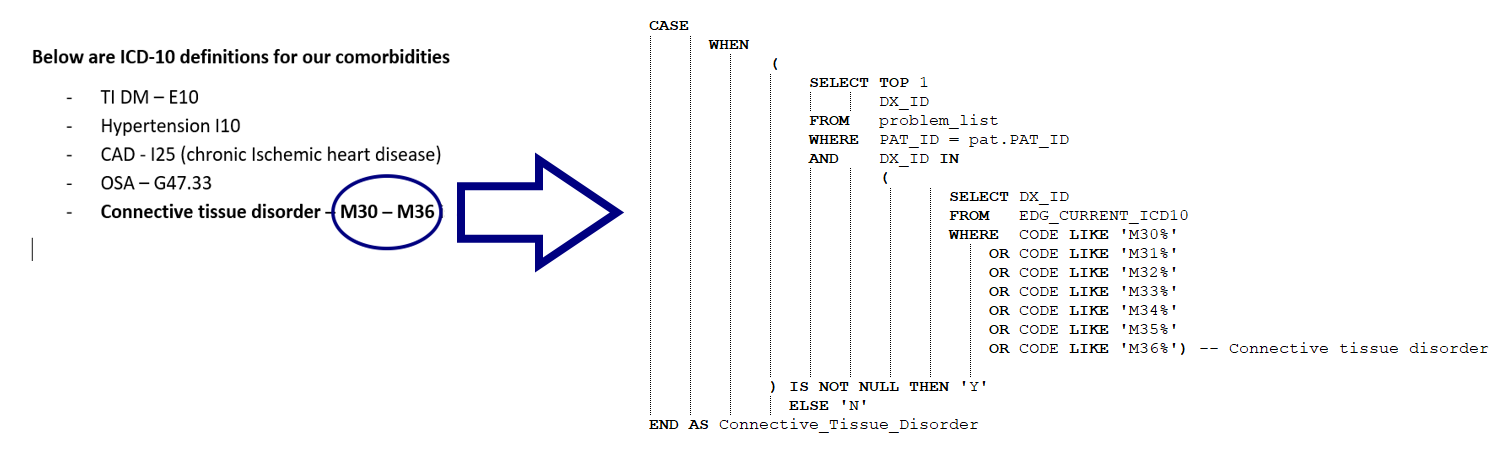 Below are ICD-10 definitions for our comorbidities
- TI DM – E10
- Hypertension I10
- CAD - I25 (chronic Ischemic heart disease)
- OSA – G47.33
- Connective tissue disorder – M30 – M36
CASE
WHEN
(
SELECT TOP 1
DX_ID
FROM problem_list
WHERE PAT_ID = pat.PAT_ID
AND DX_ID IN
(
SELECT DX_ID
FROM EDG_CURRENT_ICD10
WHERE CODE LIKE 'M30%'
OR CODE LIKE 'M31%'
OR CODE LIKE 'M32%'
OR CODE LIKE 'M33%'
OR CODE LIKE 'M34%'
OR CODE LIKE 'M35%'
OR CODE LIKE 'M36%') -- Connective tissue disorder
) IS NOT NULL THEN 'Y'
ELSE 'N'
END AS Connective_Tissue_Disorder